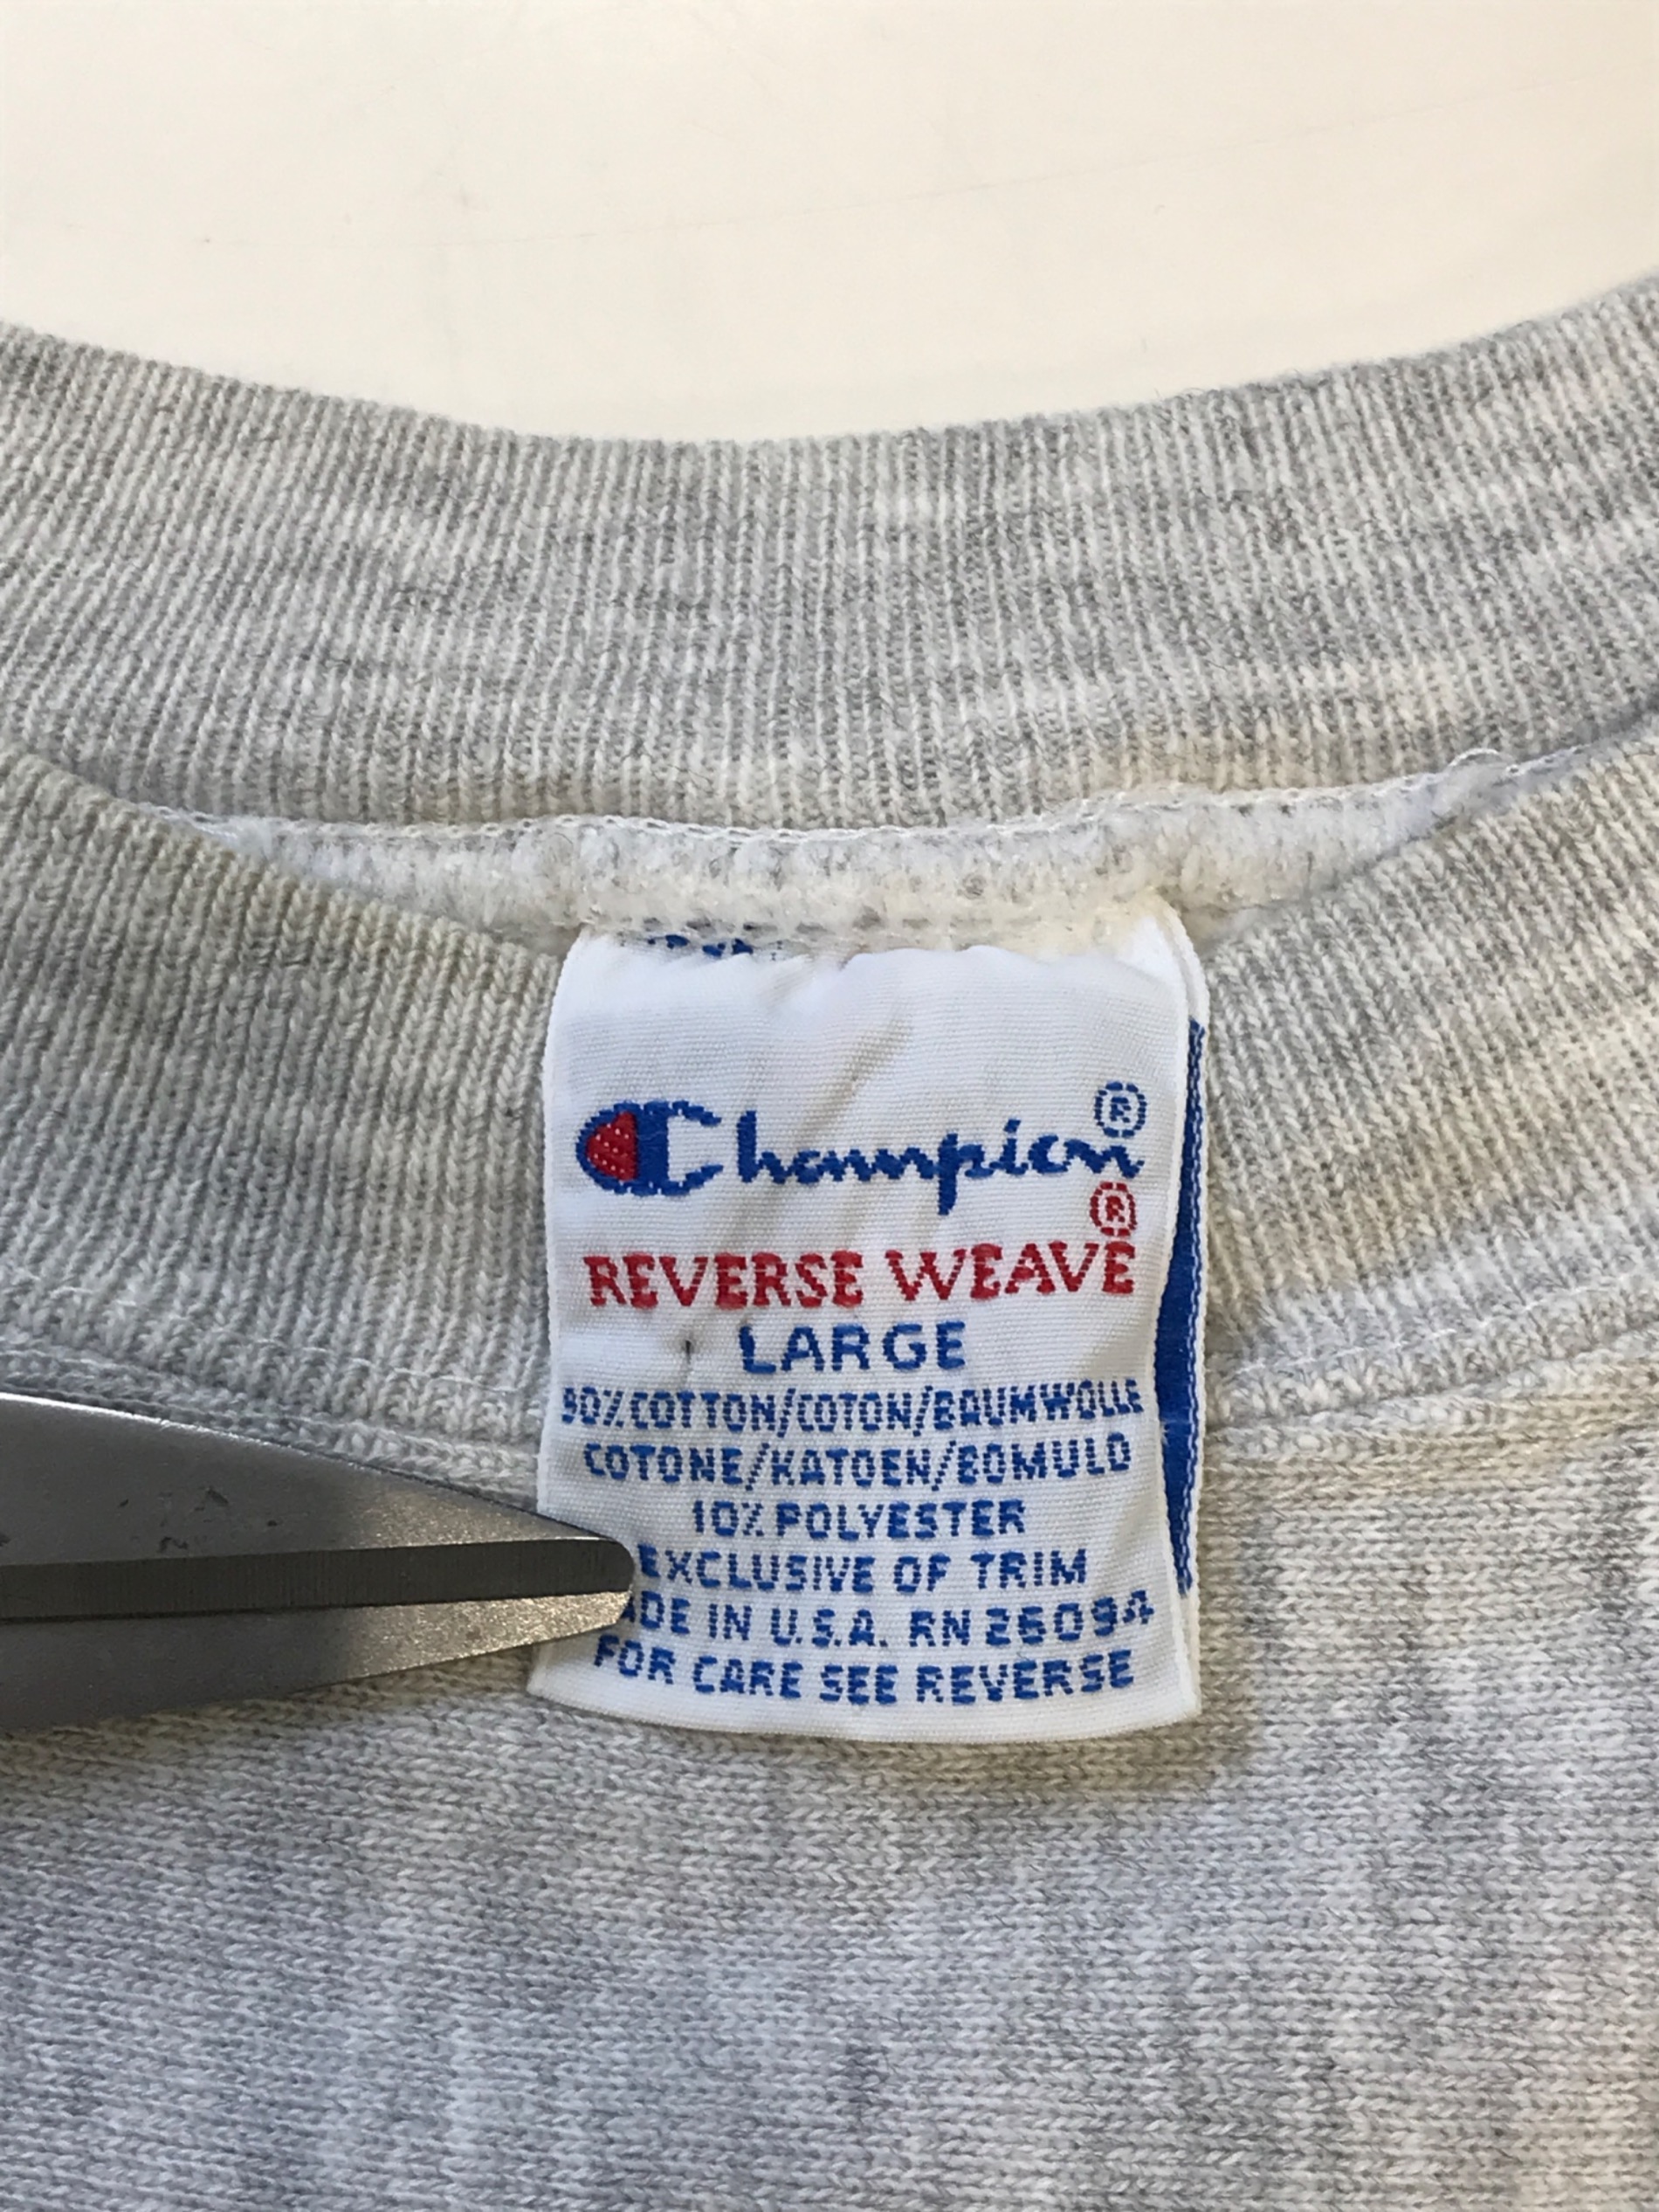 Champion®
®
REVERSE WEAVE
LARGE
90% COTTON/COTON/BAUMWOLLE
COTONE/KATOEN/BOMULD
10% POLYESTER
EXCLUSIVE OF TRIM
ADE IN U.S.A. RN 26094
FOR CARE SEE REVERSE